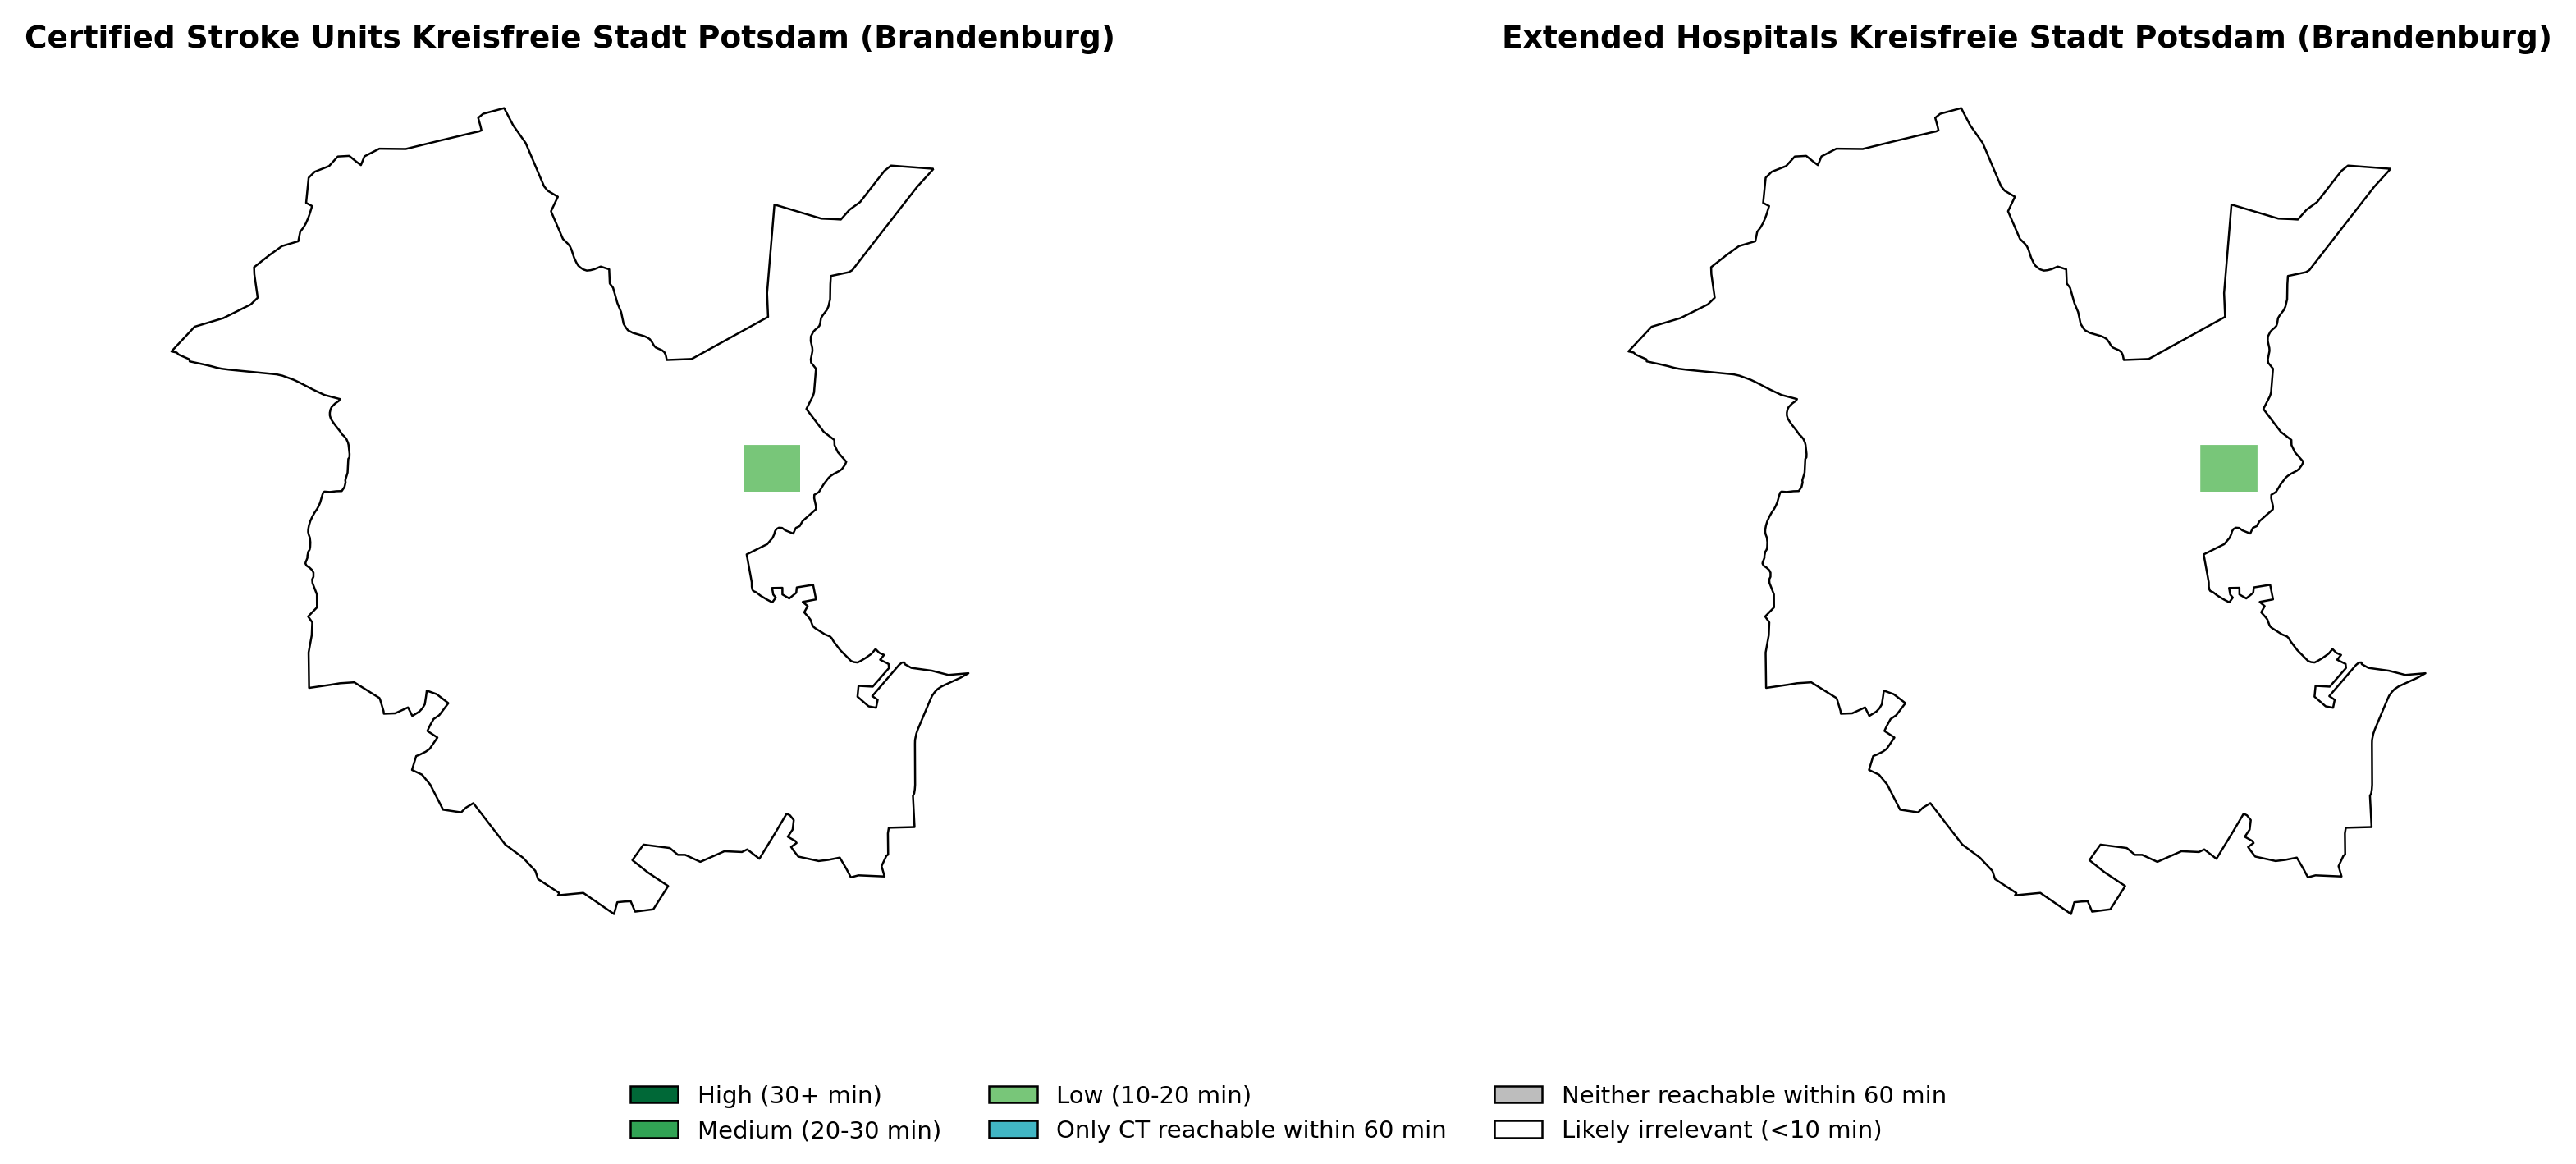 Certified Stroke Units Kreisfreie Stadt Potsdam (Brandenburg)
Extended Hospitals Kreisfreie Stadt Potsdam (Brandenburg)
High (30+ min)
Medium (20-30 min)
Low (10-20 min)
Only CT reachable within 60 min
Neither reachable within 60 min
Likely irrelevant (<10 min)